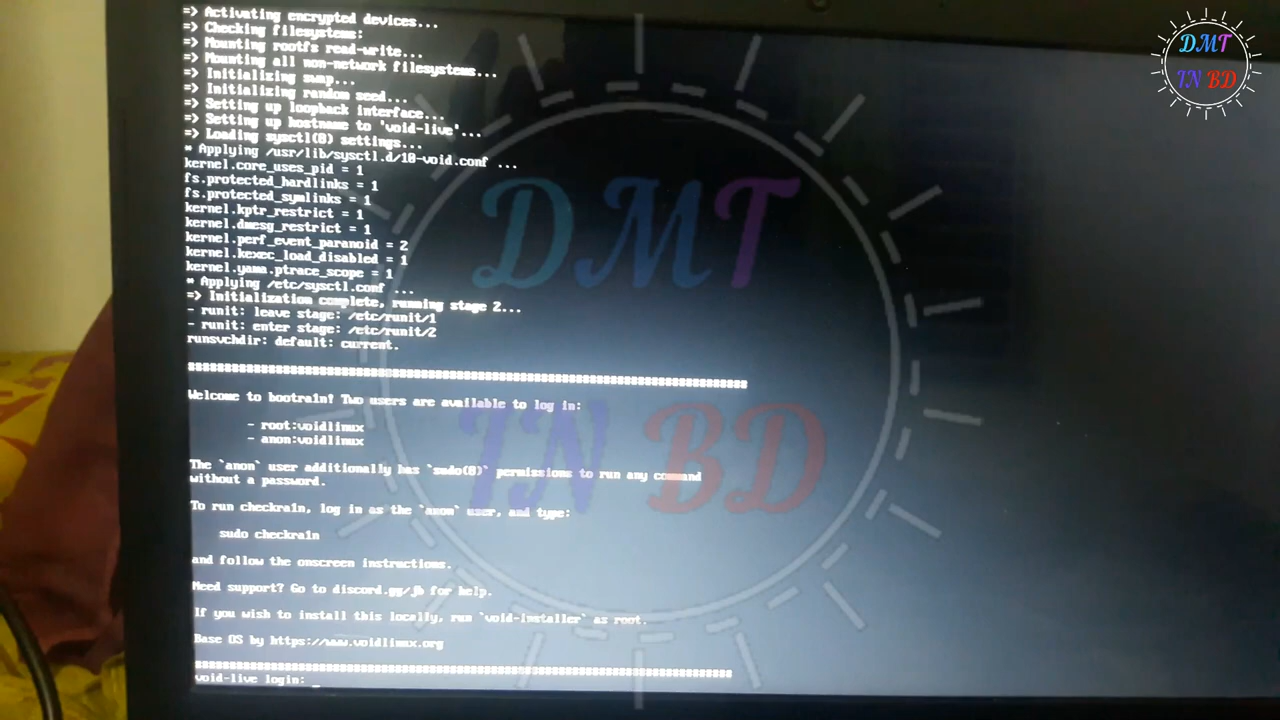 => Activating encrypted devices...
=> Checking filesystems:
=> Mounting rootfs read-write...
=> Mounting all non-network filesystems...
=> Initializing swap...
=> Initializing random seed...
=> Setting up loopback interface...
=> Setting up hostname to 'void-live'...
=> Loading sysctl(8) settings...
* Applying /usr/lib/sysctl.d/10-void.conf ...
kernel.core_uses_pid = 1
fs.protected_hardlinks = 1
fs.protected_symlinks = 1
kernel.kptr_restrict = 1
kernel.dmesg_restrict = 1
kernel.perf_event_paranoid = 2
kernel.kexec_load_disabled = 1
kernel.yama.ptrace_scope = 1
* Applying /etc/sysctl.conf ...
=> Initialization complete, running stage 2...
- runit: leave stage: /etc/runit/1
- runit: enter stage: /etc/runit/2
runsvchdir: default: current.
Welcome to bootra1n! Two users are available to log in:
- root:voidlinux
- anon:voidlinux
The `anon` user additionally has `sudo(8)` permissions to run any command
without a password.
To run checkra1n, log in as the `anon` user, and type:
sudo checkra1n
and follow the onscreen instructions.
Need support? Go to discord.gg/jb for help.
If you wish to install this locally, run `void-installer` as root.
Base OS by https://www.voidlinux.org
void-live login:
DMT
IN BD
DMT
IN BD